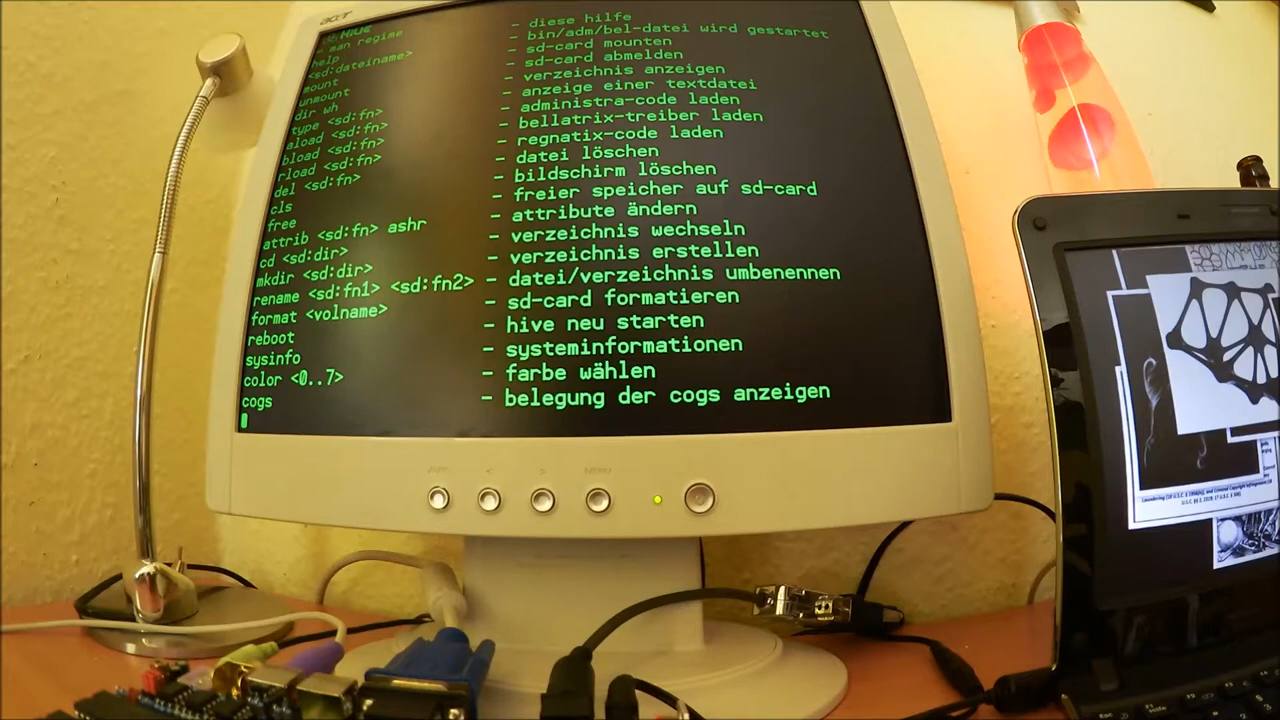 acer
Hive
- man regime
help - diese hilfe
<sd:dateiname> - bin/adm/bel-datei wird gestartet
mount - sd-card mounten
unmount - sd-card abmelden
dir wh - verzeichnis anzeigen
type <sd:fn> - anzeige einer textdatei
aload <sd:fn> - administra-code laden
bload <sd:fn> - bellatrix-treiber laden
rload <sd:fn> - regnatix-code laden
del <sd:fn> - datei löschen
cls - bildschirm löschen
free - freier speicher auf sd-card
attrib <sd:fn> ashr - attribute ändern
cd <sd:dir> - verzeichnis wechseln
mkdir <sd:dir> - verzeichnis erstellen
rename <sd:fn1> <sd:fn2> - datei/verzeichnis umbenennen
format <volname> - sd-card formatieren
reboot - hive neu starten
sysinfo - systeminformationen
color <0..7> - farbe wählen
cogs - belegung der cogs anzeigen
< > MENU